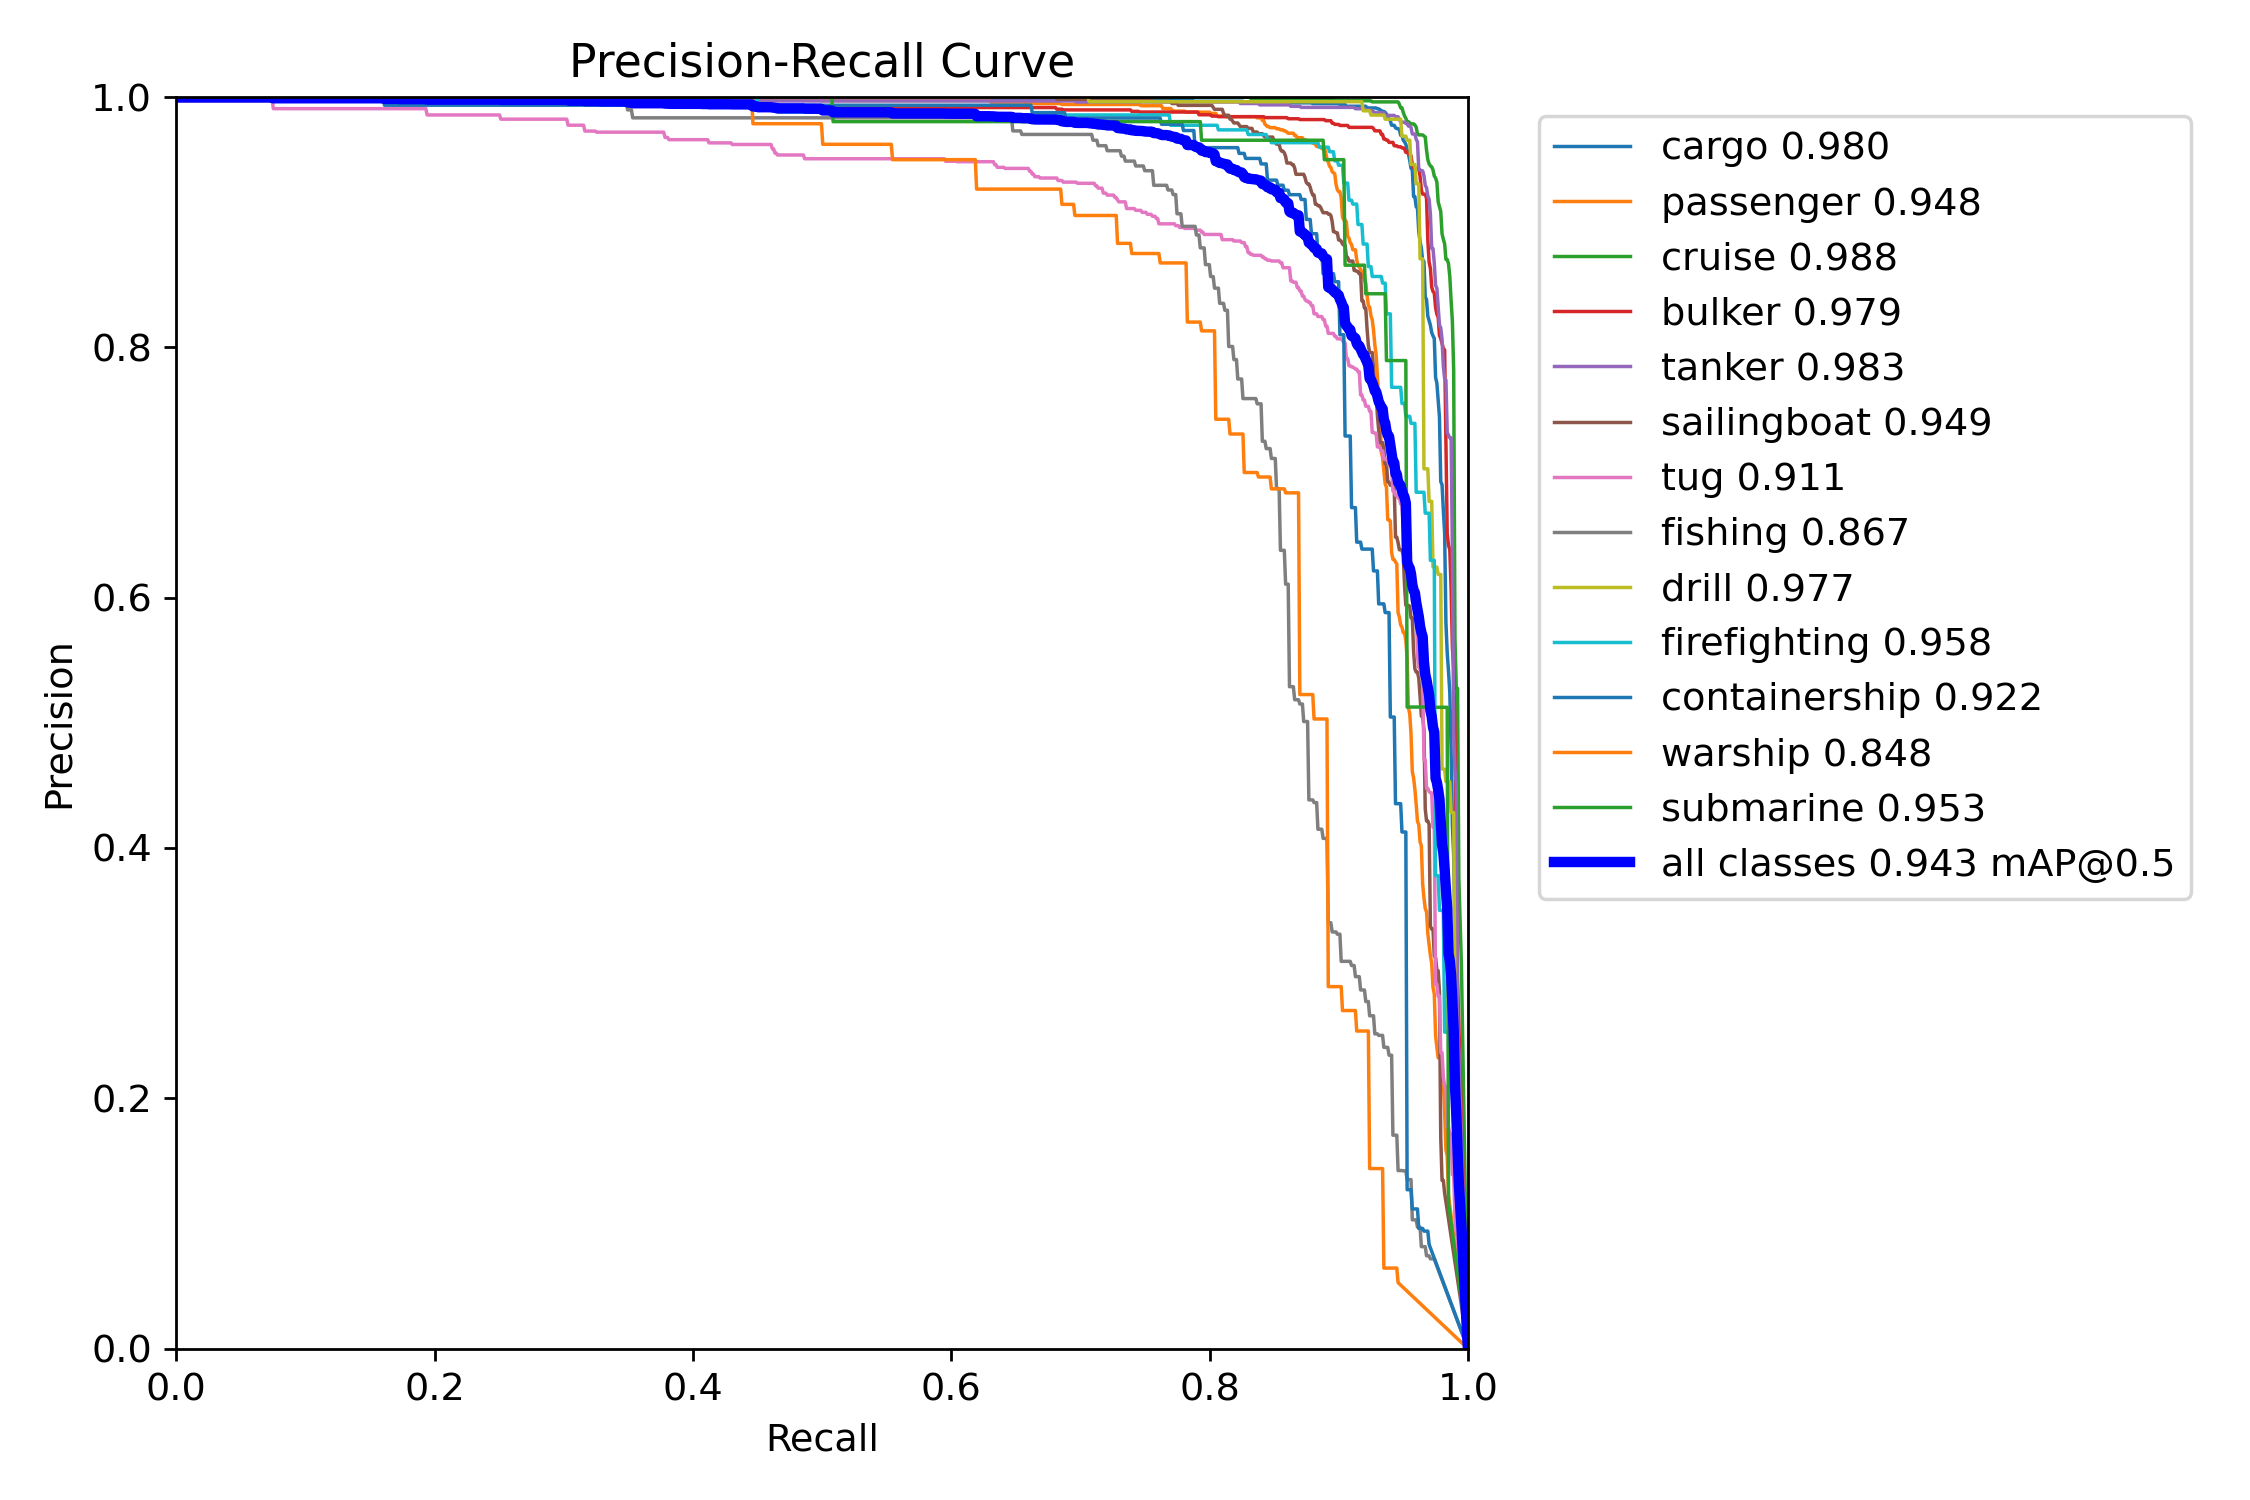 Precision-Recall Curve
1.0
0.8
0.6
0.4
0.2
0.0
Precision
0.0 0.2 0.4 0.6 0.8 1.0
Recall
cargo 0.980
passenger 0.948
cruise 0.988
bulker 0.979
tanker 0.983
sailingboat 0.949
tug 0.911
fishing 0.867
drill 0.977
firefighting 0.958
containership 0.922
warship 0.848
submarine 0.953
all classes 0.943 mAP@0.5